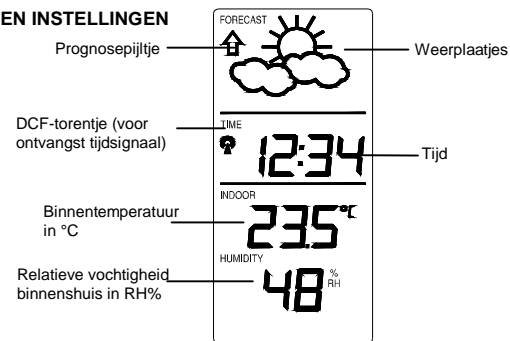 EN INSTELLINGEN
FORECAST
Prognosepijltje
Weerplaatjes
DCF-torentje (voor
ontvangst tijdsignaal)
TIME
12:34
Tijd
INDOOR
Binnentemperatuur
in °C
23.5°C
HUMIDITY
Relatieve vochtigheid
binnenshuis in RH%
48 % RH